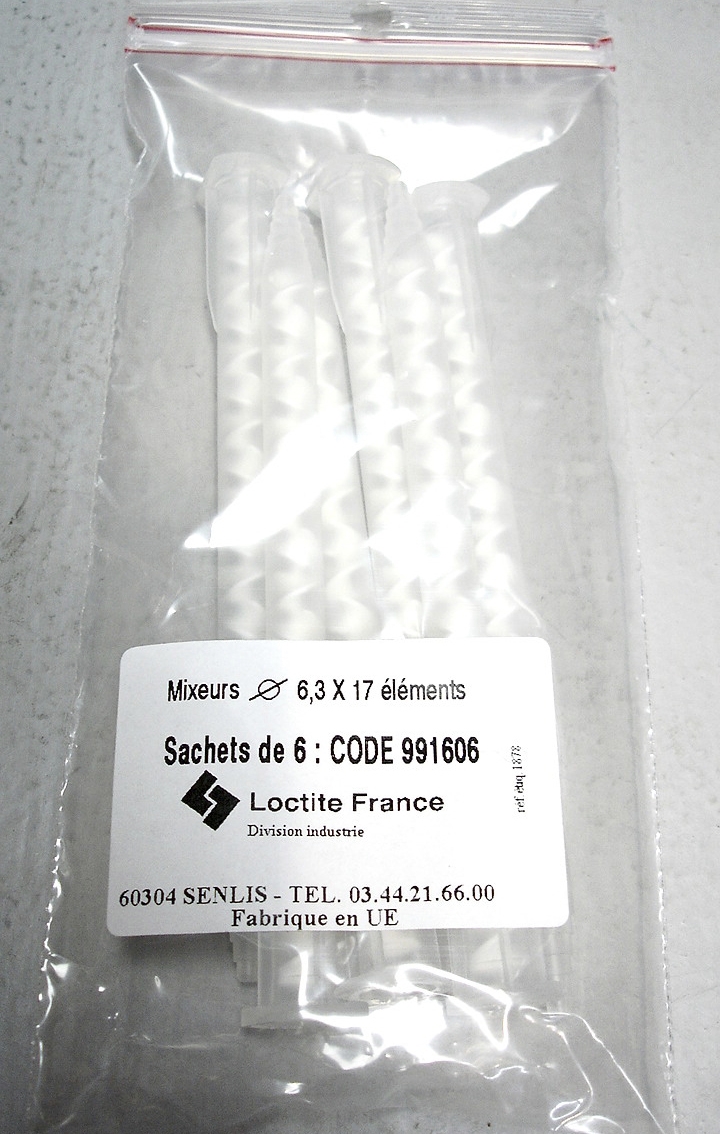 Mixeurs ⌀ 6,3 X 17 éléments
Sachets de 6 : CODE 991606
Loctite France
Division industrie
60304 SENLIS - TEL. 03.44.21.66.00
Fabrique en UE
ref étiq 1878